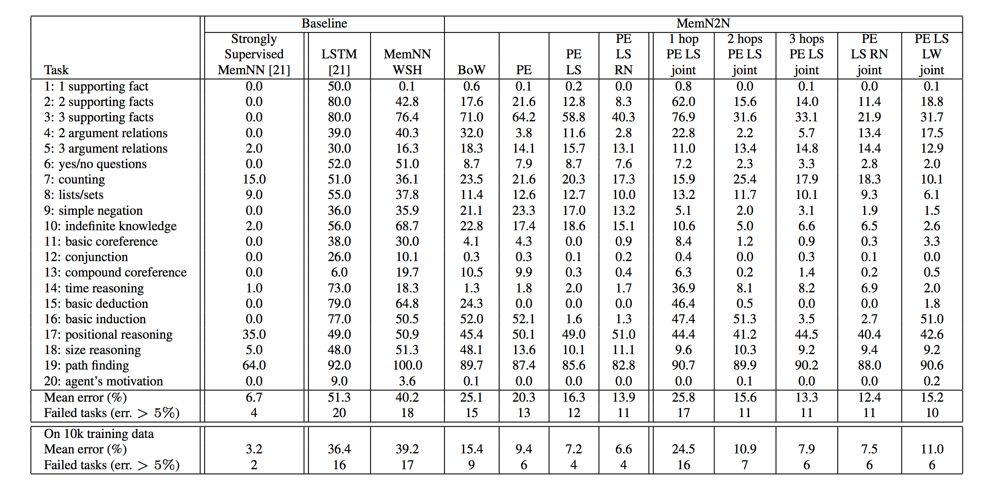 Baseline MemN2N
Strongly PE 1 hop 2 hops 3 hops PE PE LS
Supervised LSTM MemNN PE LS PE LS PE LS PE LS LS RN LW
Task MemNN [21] [21] WSH BoW PE LS RN joint joint joint joint joint
1: 1 supporting fact 0.0 50.0 0.1 0.6 0.1 0.2 0.0 0.8 0.0 0.1 0.0 0.1
2: 2 supporting facts 0.0 80.0 42.8 17.6 21.6 12.8 8.3 62.0 15.6 14.0 11.4 18.8
3: 3 supporting facts 0.0 80.0 76.4 71.0 64.2 58.8 40.3 76.9 31.6 33.1 21.9 31.7
4: 2 argument relations 0.0 39.0 40.3 32.0 3.8 11.6 2.8 22.8 2.2 5.7 13.4 17.5
5: 3 argument relations 2.0 30.0 16.3 18.3 14.1 15.7 13.1 11.0 13.4 14.8 14.4 12.9
6: yes/no questions 0.0 52.0 51.0 8.7 7.9 8.7 7.6 7.2 2.3 3.3 2.8 2.0
7: counting 15.0 51.0 36.1 23.5 21.6 20.3 17.3 15.9 25.4 17.9 18.3 10.1
8: lists/sets 9.0 55.0 37.8 11.4 12.6 12.7 10.0 13.2 11.7 10.1 9.3 6.1
9: simple negation 0.0 36.0 35.9 21.1 23.3 17.0 13.2 5.1 2.0 3.1 1.9 1.5
10: indefinite knowledge 2.0 56.0 68.7 22.8 17.4 18.6 15.1 10.6 5.0 6.6 6.5 2.6
11: basic coreference 0.0 38.0 30.0 4.1 4.3 0.0 0.9 8.4 1.2 0.9 0.3 3.3
12: conjunction 0.0 26.0 10.1 0.3 0.3 0.1 0.2 0.4 0.0 0.3 0.1 0.0
13: compound coreference 0.0 6.0 19.7 10.5 9.9 0.3 0.4 6.3 0.2 1.4 0.2 0.5
14: time reasoning 1.0 73.0 18.3 1.3 1.8 2.0 1.7 36.9 8.1 8.2 6.9 2.0
15: basic deduction 0.0 79.0 64.8 24.3 0.0 0.0 0.0 46.4 0.5 0.0 0.0 1.8
16: basic induction 0.0 77.0 50.5 52.0 52.1 1.6 1.3 47.4 51.3 3.5 2.7 51.0
17: positional reasoning 35.0 49.0 50.9 45.4 50.1 49.0 51.0 44.4 41.2 44.5 40.4 42.6
18: size reasoning 5.0 48.0 51.3 48.1 13.6 10.1 11.1 9.6 10.3 9.2 9.4 9.2
19: path finding 64.0 92.0 100.0 89.7 87.4 85.6 82.8 90.7 89.9 90.2 88.0 90.6
20: agent's motivation 0.0 9.0 3.6 0.1 0.0 0.0 0.0 0.0 0.1 0.0 0.0 0.2
Mean error (%) 6.7 51.3 40.2 25.1 20.3 16.3 13.9 25.8 15.6 13.3 12.4 15.2
Failed tasks (err. > 5%) 4 20 18 15 13 12 11 17 11 11 11 10
On 10k training data
Mean error (%) 3.2 36.4 39.2 15.4 9.4 7.2 6.6 24.5 10.9 7.9 7.5 11.0
Failed tasks (err. > 5%) 2 16 17 9 6 4 4 16 7 6 6 6